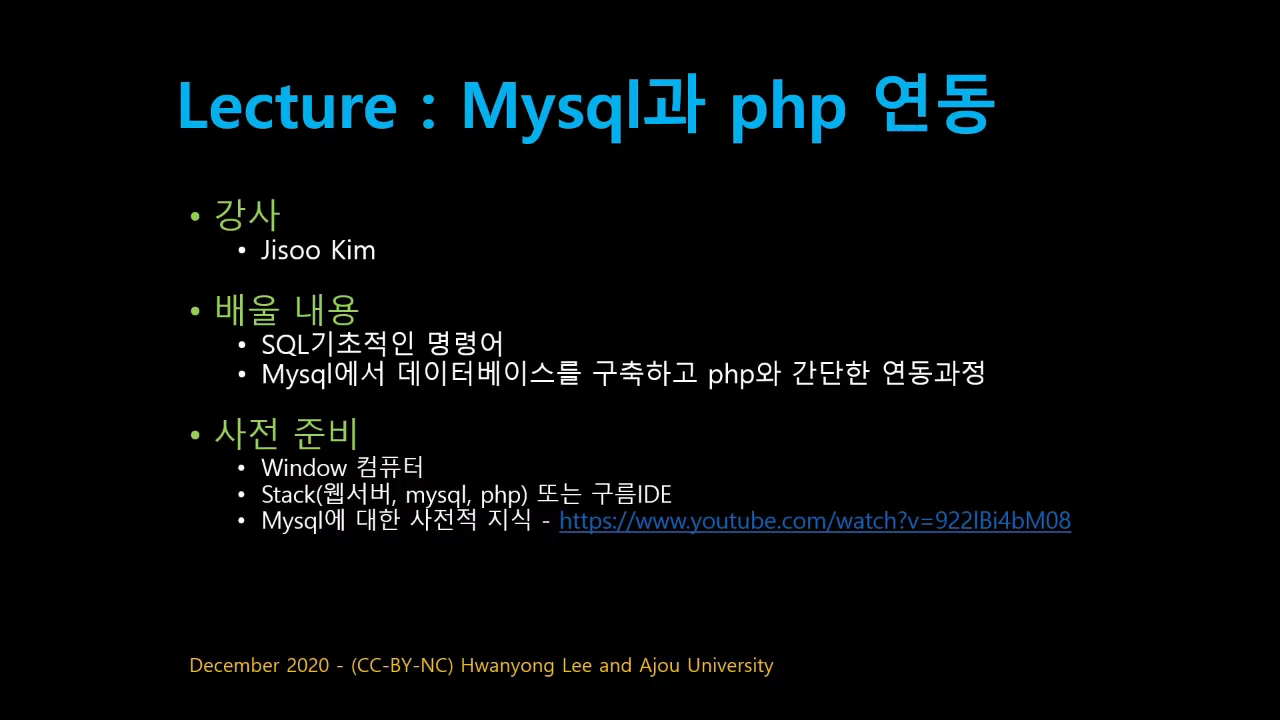 Lecture : Mysql과 php 연동
• 강사
• Jisoo Kim
• 배울 내용
• SQL기초적인 명령어
• Mysql에서 데이터베이스를 구축하고 php와 간단한 연동과정
• 사전 준비
• Window 컴퓨터
• Stack(웹서버, mysql, php) 또는 구름IDE
• Mysql에 대한 사전적 지식 - https://www.youtube.com/watch?v=922lBi4bM08
December 2020 - (CC-BY-NC) Hwanyong Lee and Ajou University